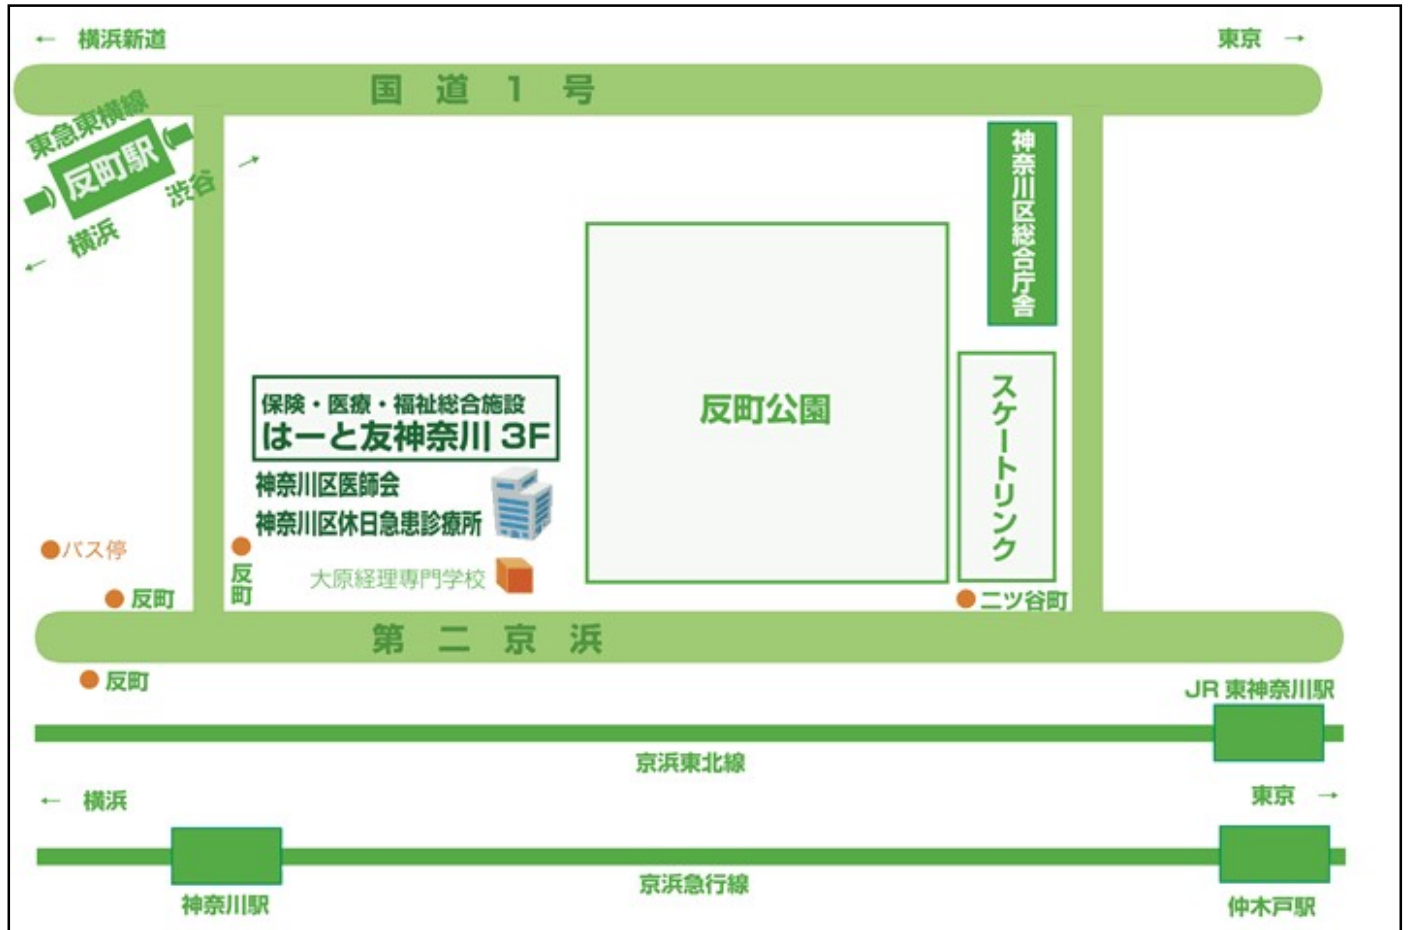 ← 横浜新道
東京 →
国道1号
東急東横線
反町駅
渋谷 →
← 横浜
神奈川区総合庁舎
反町公園
スケートリンク
保険・医療・福祉総合施設
はーと友神奈川 3F
神奈川区医師会
神奈川区休日急患診療所
大原経理専門学校
●バス停
●反町
●反町
●ニツ谷町
第二京浜
●反町
JR 東神奈川駅
京浜東北線
← 横浜
東京 →
神奈川駅
京浜急行線
仲木戸駅